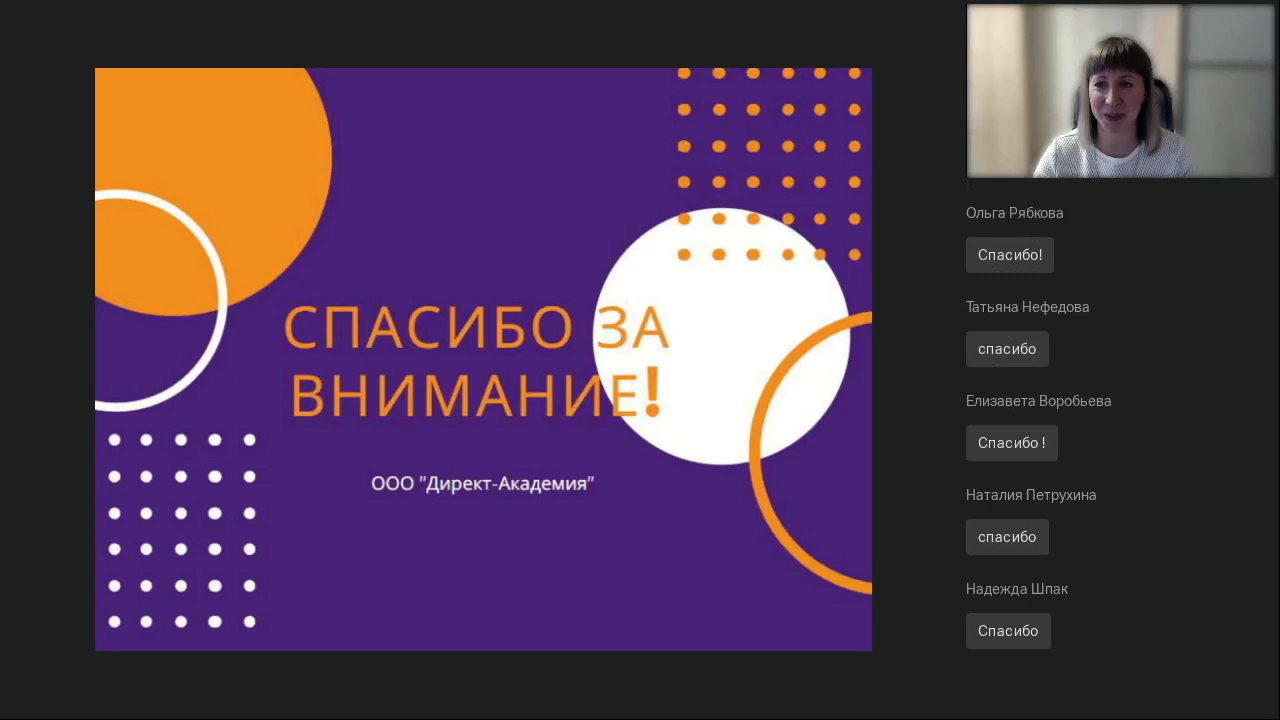 СПАСИБО ЗА
ВНИМАНИЕ!
ООО "Директ-Академия"
Ольга Рябкова
Спасибо!
Татьяна Нефедова
спасибо
Елизавета Воробьева
Спасибо !
Наталия Петрухина
спасибо
Надежда Шпак
Спасибо